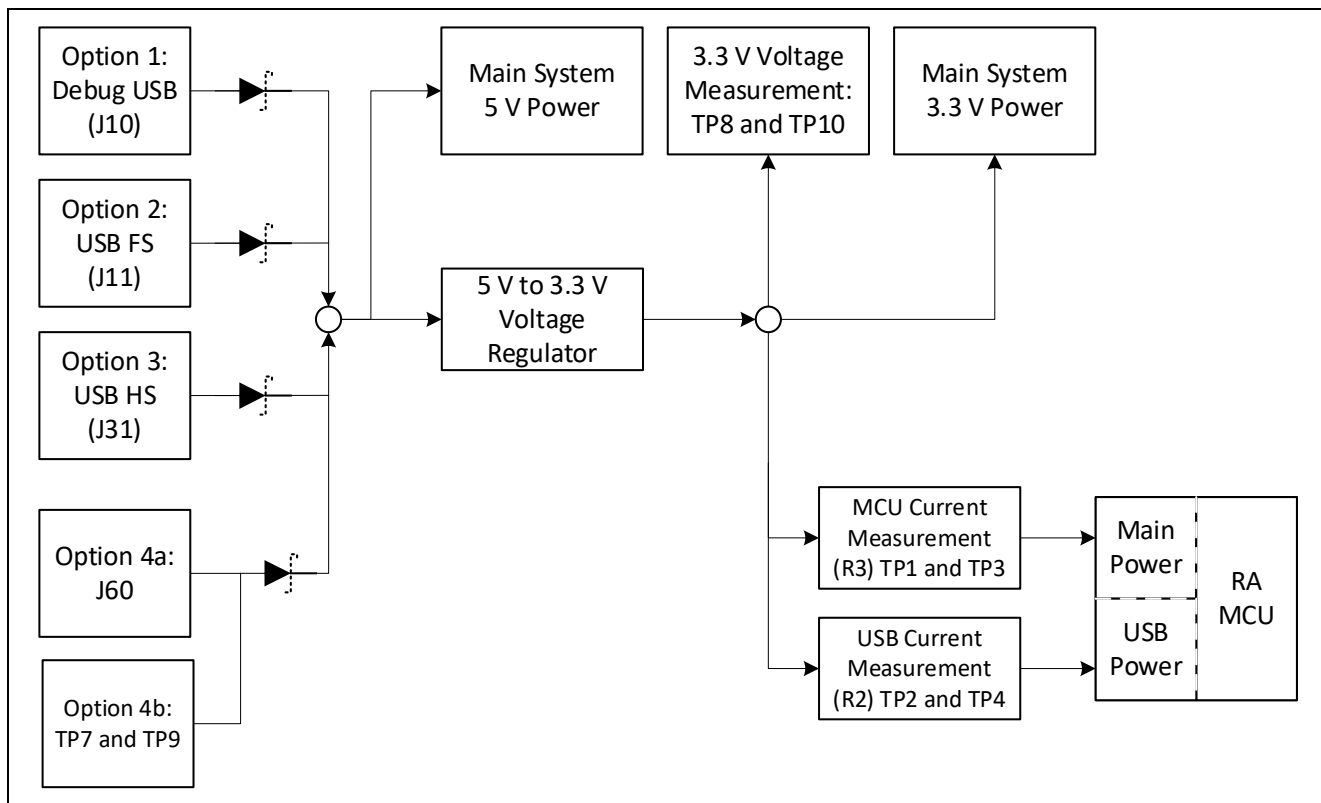 Option 1:
Debug USB
(J10)
Main System
5 V Power
3.3 V Voltage
Measurement:
TP8 and TP10
Main System
3.3 V Power
Option 2:
USB FS
(J11)
5 V to 3.3 V
Voltage
Regulator
Option 3:
USB HS
(J31)
Option 4a:
J60
Option 4b:
TP7 and TP9
MCU Current
Measurement
(R3) TP1 and TP3
USB Current
Measurement
(R2) TP2 and TP4
Main
Power
USB
Power
RA
MCU